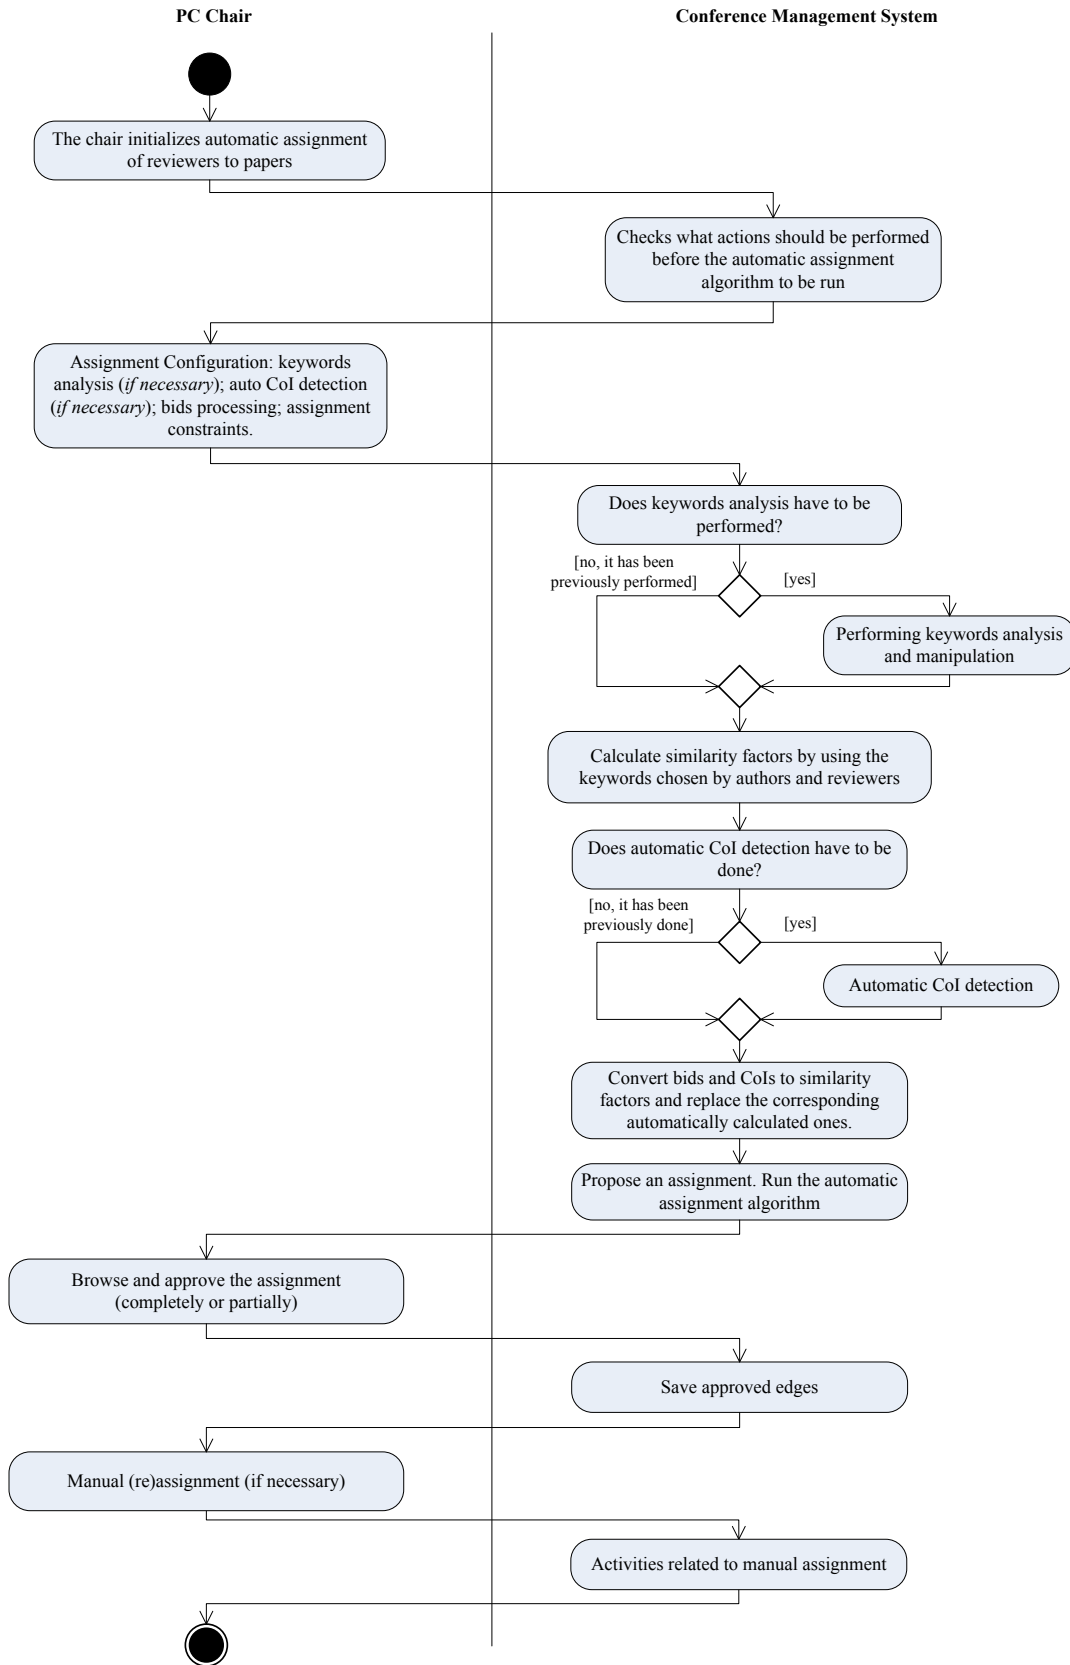 PC Chair
Conference Management System
The chair initializes automatic assignment
of reviewers to papers
Checks what actions should be performed
before the automatic assignment
algorithm to be run
Assignment Configuration: keywords
analysis (if necessary); auto CoI detection
(if necessary); bids processing; assignment
constraints.
Does keywords analysis have to be
performed?
[no, it has been
previously performed]
[yes]
Performing keywords analysis
and manipulation
Calculate similarity factors by using the
keywords chosen by authors and reviewers
Does automatic CoI detection have to be
done?
[no, it has been
previously done]
[yes]
Automatic CoI detection
Convert bids and CoIs to similarity
factors and replace the corresponding
automatically calculated ones.
Propose an assignment. Run the automatic
assignment algorithm
Browse and approve the assignment
(completely or partially)
Save approved edges
Manual (re)assignment (if necessary)
Activities related to manual assignment